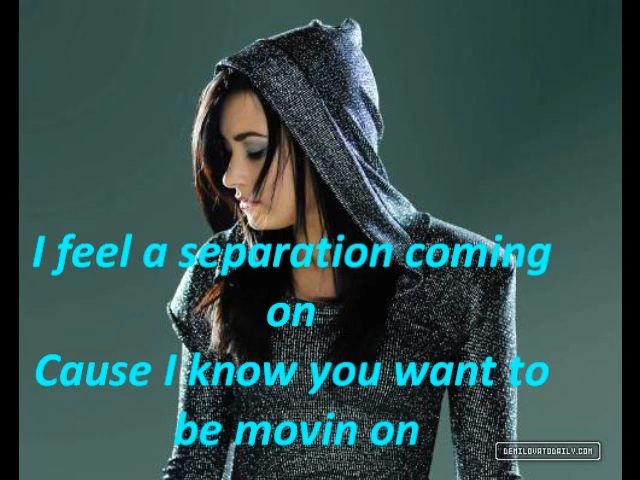 I feel a separation coming
on
Cause I know you want to
be movin on
DEMILOVATODAILY.COM